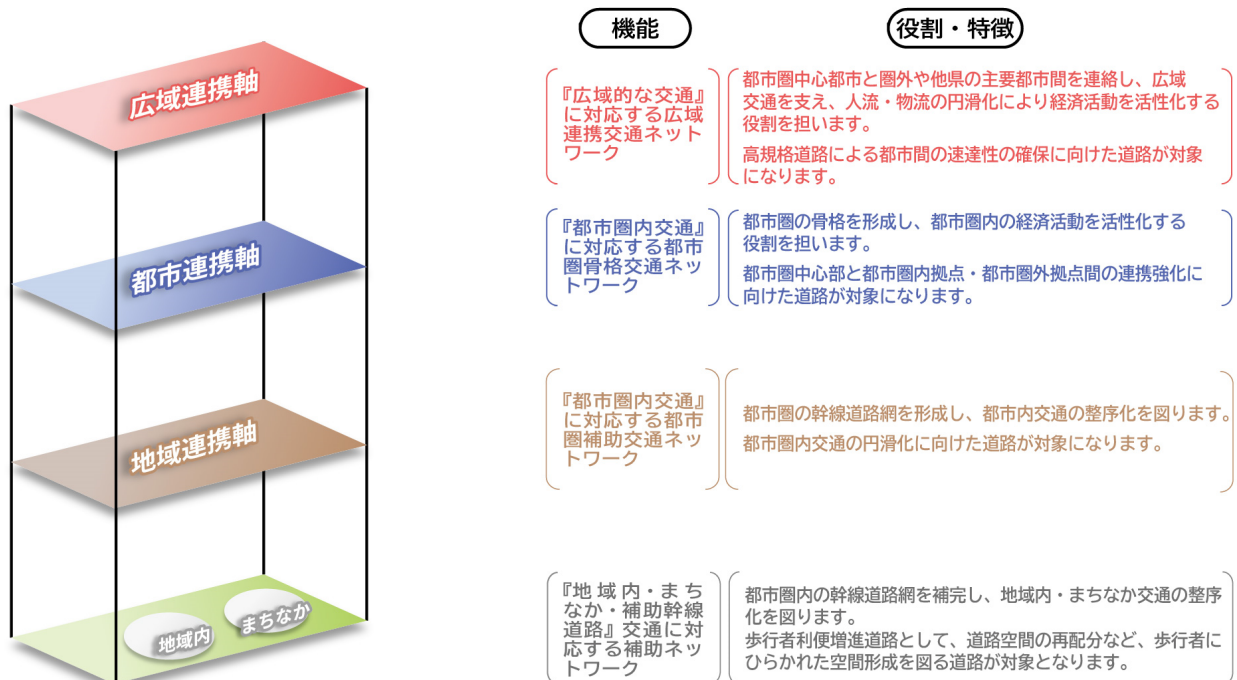 機能
役割・特徴
広域連携軸
『広域的な交通』
に対応する広域
連携交通ネット
ワーク
都市圏中心都市と圏外や他県の主要都市間を連絡し、広域
交通を支え、人流・物流の円滑化により経済活動を活性化する
役割を担います。
高規格道路による都市間の速達性の確保に向けた道路が対象
になります。
都市連携軸
『都市圏内交通』
に対応する都市
圏骨格交通ネッ
トワーク
都市圏の骨格を形成し、都市圏内の経済活動を活性化する
役割を担います。
都市圏中心部と都市圏内拠点・都市圏外拠点間の連携強化に
向けた道路が対象になります。
地域連携軸
『都市圏内交通』
に対応する都市
圏補助交通ネッ
トワーク
都市圏の幹線道路網を形成し、都市内交通の整序化を図ります。
都市圏内交通の円滑化に向けた道路が対象になります。
地域内
まちなか
『地域内・まち
なか・補助幹線
道路』交通に対
応する補助ネッ
トワーク
都市圏内の幹線道路網を補完し、地域内・まちなか交通の整序
化を図ります。
歩行者利便増進道路として、道路空間の再配分など、歩行者に
ひらかれた空間形成を図る道路が対象となります。